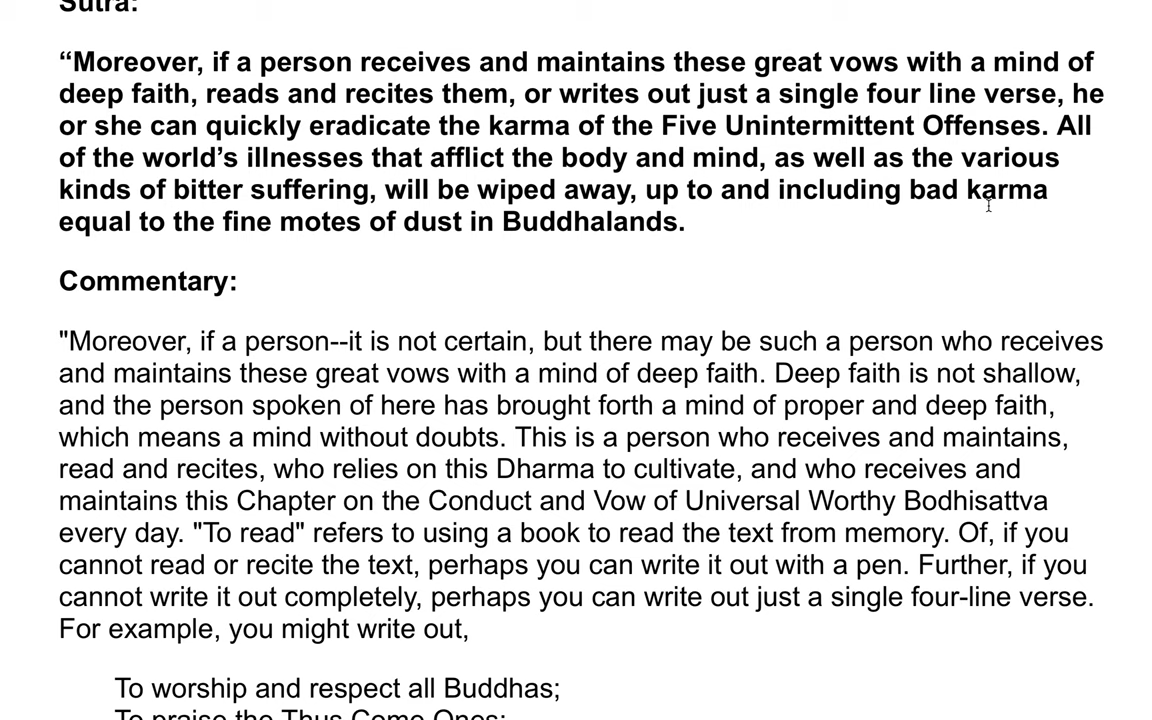 Sutra:
“Moreover, if a person receives and maintains these great vows with a mind of
deep faith, reads and recites them, or writes out just a single four line verse, he
or she can quickly eradicate the karma of the Five Unintermittent Offenses. All
of the world’s illnesses that afflict the body and mind, as well as the various
kinds of bitter suffering, will be wiped away, up to and including bad karma
equal to the fine motes of dust in Buddhalands.
Commentary:
"Moreover, if a person--it is not certain, but there may be such a person who receives
and maintains these great vows with a mind of deep faith. Deep faith is not shallow,
and the person spoken of here has brought forth a mind of proper and deep faith,
which means a mind without doubts. This is a person who receives and maintains,
read and recites, who relies on this Dharma to cultivate, and who receives and
maintains this Chapter on the Conduct and Vow of Universal Worthy Bodhisattva
every day. "To read" refers to using a book to read the text from memory. Of, if you
cannot read or recite the text, perhaps you can write it out with a pen. Further, if you
cannot write it out completely, perhaps you can write out just a single four-line verse.
For example, you might write out,
To worship and respect all Buddhas;
To praise the Thus Come Ones;